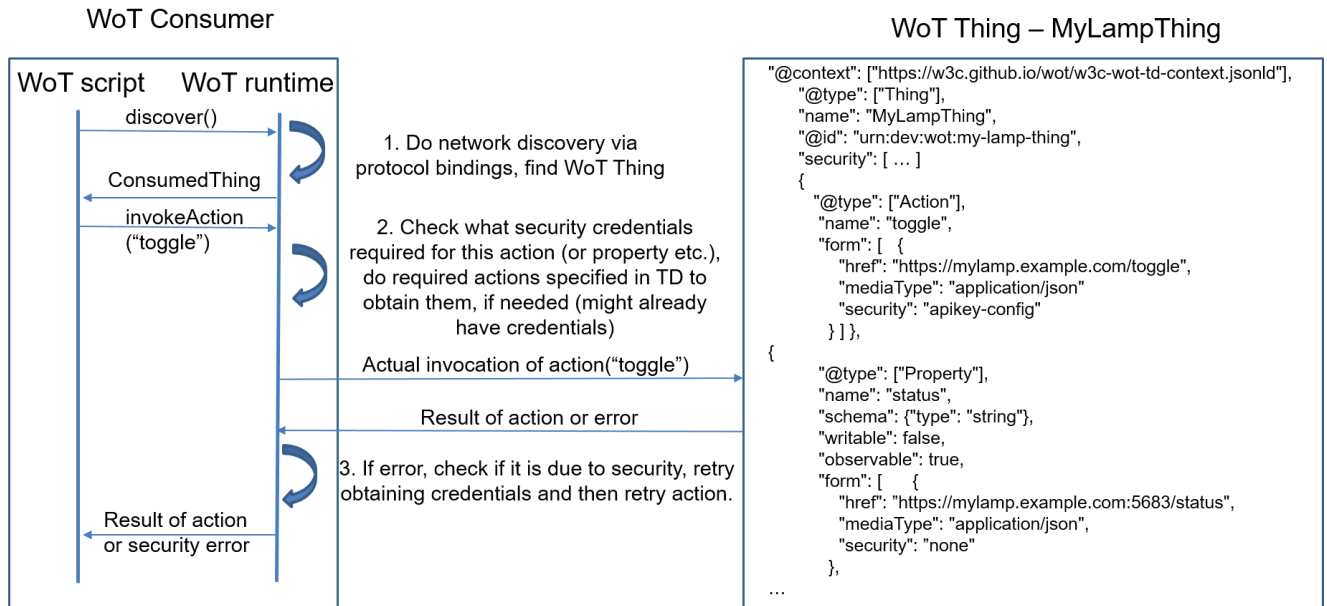 WoT Consumer
WoT script WoT runtime
discover()
1. Do network discovery via
protocol bindings, find WoT Thing
ConsumedThing
invokeAction
(“toggle”)
2. Check what security credentials
required for this action (or property etc.),
do required actions specified in TD to
obtain them, if needed (might already
have credentials)
Actual invocation of action(“toggle”)
Result of action or error
3. If error, check if it is due to security, retry
obtaining credentials and then retry action.
Result of action
or security error
WoT Thing – MyLampThing
"@context": ["https://w3c.github.io/wot/w3c-wot-td-context.jsonld"],
"@type": ["Thing"],
"name": "MyLampThing",
"@id": "urn:dev:wot:my-lamp-thing",
"security": [ … ]
{
"@type": ["Action"],
"name": "toggle",
"form": [ {
"href": "https://mylamp.example.com/toggle",
"mediaType": "application/json"
"security": "apikey-config"
} ] },
{
"@type": ["Property"],
"name": "status",
"schema": {"type": "string"},
"writable": false,
"observable": true,
"form": [ {
"href": "https://mylamp.example.com:5683/status",
"mediaType": "application/json",
"security": ”none"
},
…